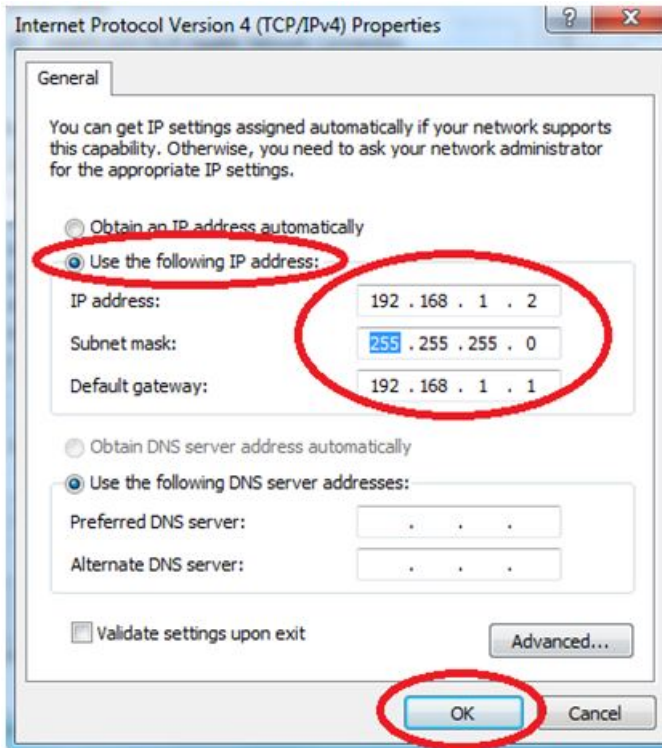 Internet Protocol Version 4 (TCP/IPv4) Properties
General
You can get IP settings assigned automatically if your network supports
this capability. Otherwise, you need to ask your network administrator
for the appropriate IP settings.
Obtain an IP address automatically
Use the following IP address:
IP address: 192 . 168 . 1 . 2
Subnet mask: 255 . 255 . 255 . 0
Default gateway: 192 . 168 . 1 . 1
Obtain DNS server address automatically
Use the following DNS server addresses:
Preferred DNS server: . . .
Alternate DNS server: . . .
Validate settings upon exit
Advanced...
OK Cancel